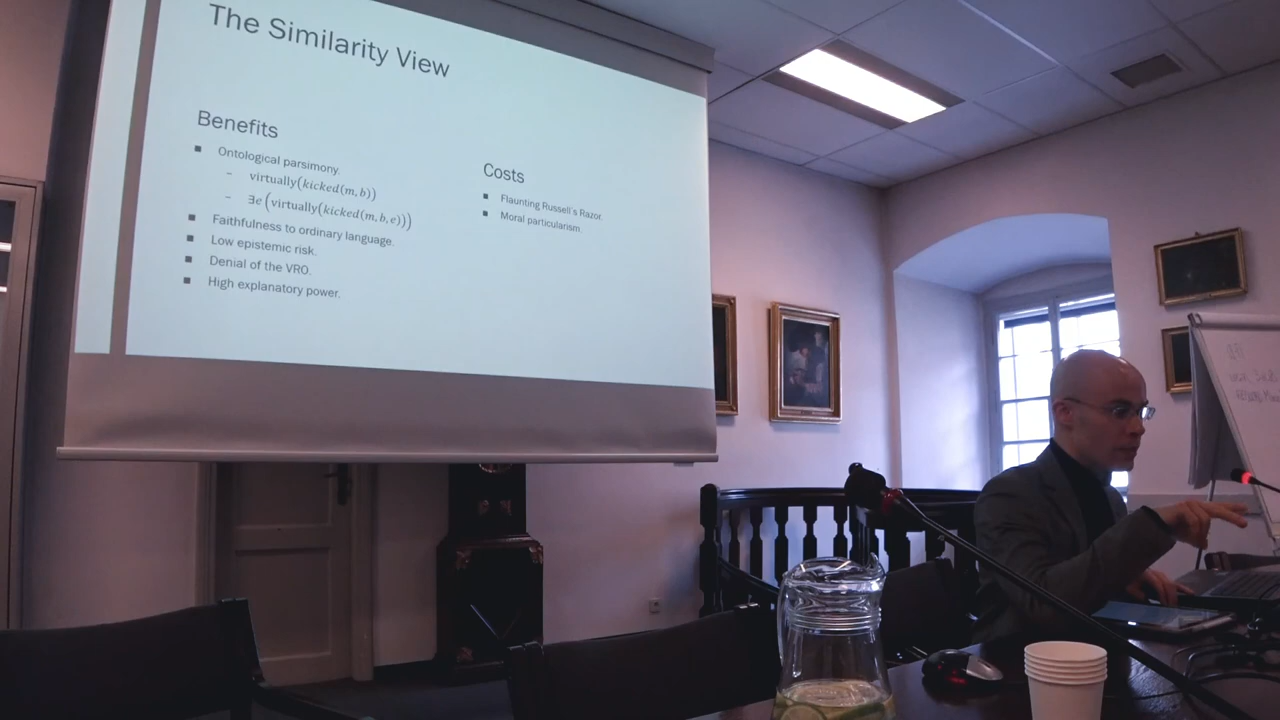 The Similarity View
Benefits
■ Ontological parsimony.
– virtually(kicked(m, b))
– ∃e(virtually(kicked(m, b, e)))
■ Faithfulness to ordinary language.
■ Low epistemic risk.
■ Denial of the VRO.
■ High explanatory power.
Costs
■ Flaunting Russell's Razor.
■ Moral particularism.